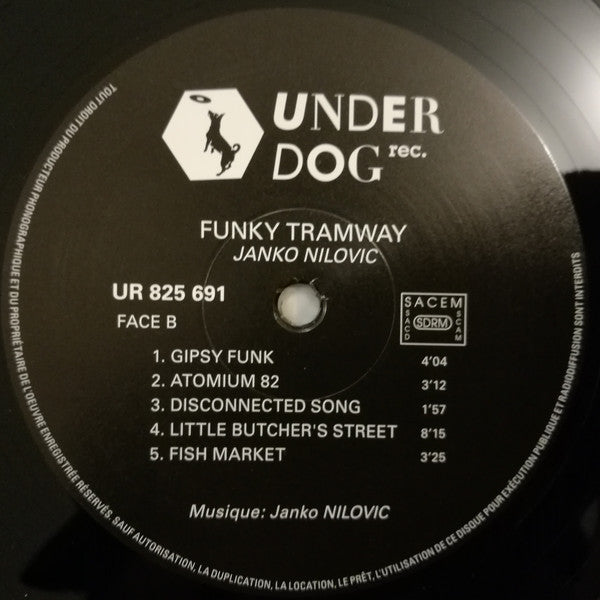 UNDER
DOG rec.
FUNKY TRAMWAY
JANKO NILOVIC
UR 825 691
FACE B
SACEM
SACD
SDRM
SCAM
1. GIPSY FUNK 4'04
2. ATOMIUM 82 3'12
3. DISCONNECTED SONG 1'57
4. LITTLE BUTCHER'S STREET 8'15
5. FISH MARKET 3'25
Musique: Janko NILOVIC
TOUT DROIT DU PRODUCTEUR PHONOGRAPHIQUE ET DU PROPRIÉTAIRE DE L'OEUVRE ENREGISTRÉE RÉSERVÉS. SAUF AUTORISATION, LA DUPLICATION, LA LOCATION, LE PRÊT, L'UTILISATION DE CE DISQUE POUR EXÉCUTION PUBLIQUE ET RADIODIFFUSION SONT INTERDITS